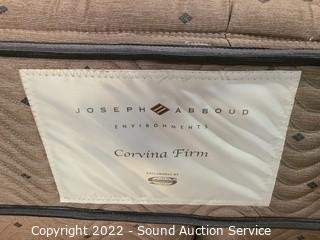 JOSEPH ABBOUD
ENVIRONMENTS
Corvina Firm
Copyright 2022 - Sound Auction Service